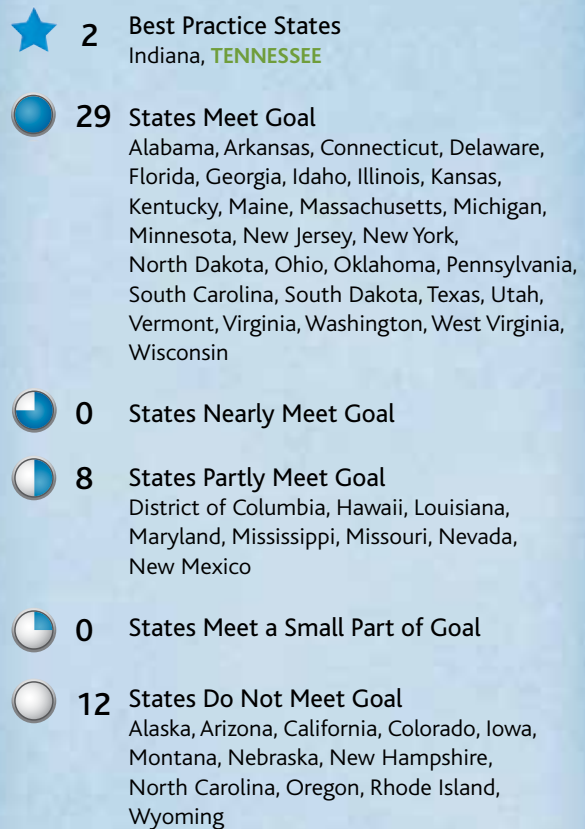 2 Best Practice States
Indiana, TENNESSEE
29 States Meet Goal
Alabama, Arkansas, Connecticut, Delaware,
Florida, Georgia, Idaho, Illinois, Kansas,
Kentucky, Maine, Massachusetts, Michigan,
Minnesota, New Jersey, New York,
North Dakota, Ohio, Oklahoma, Pennsylvania,
South Carolina, South Dakota, Texas, Utah,
Vermont, Virginia, Washington, West Virginia,
Wisconsin
0 States Nearly Meet Goal
8 States Partly Meet Goal
District of Columbia, Hawaii, Louisiana,
Maryland, Mississippi, Missouri, Nevada,
New Mexico
0 States Meet a Small Part of Goal
12 States Do Not Meet Goal
Alaska, Arizona, California, Colorado, Iowa,
Montana, Nebraska, New Hampshire,
North Carolina, Oregon, Rhode Island,
Wyoming